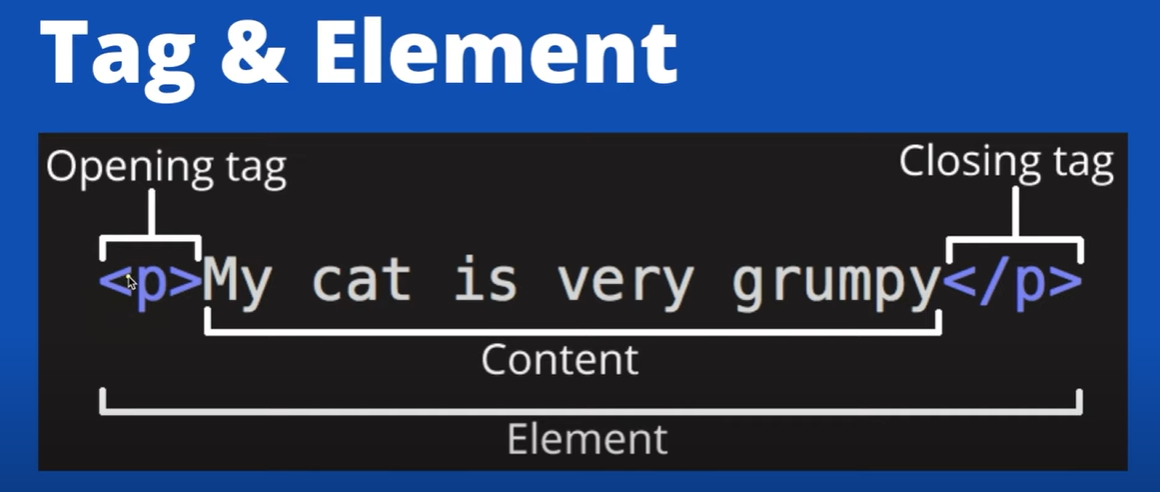 Tag & Element
Opening tag
Closing tag
<p>My cat is very grumpy</p>
Content
Element